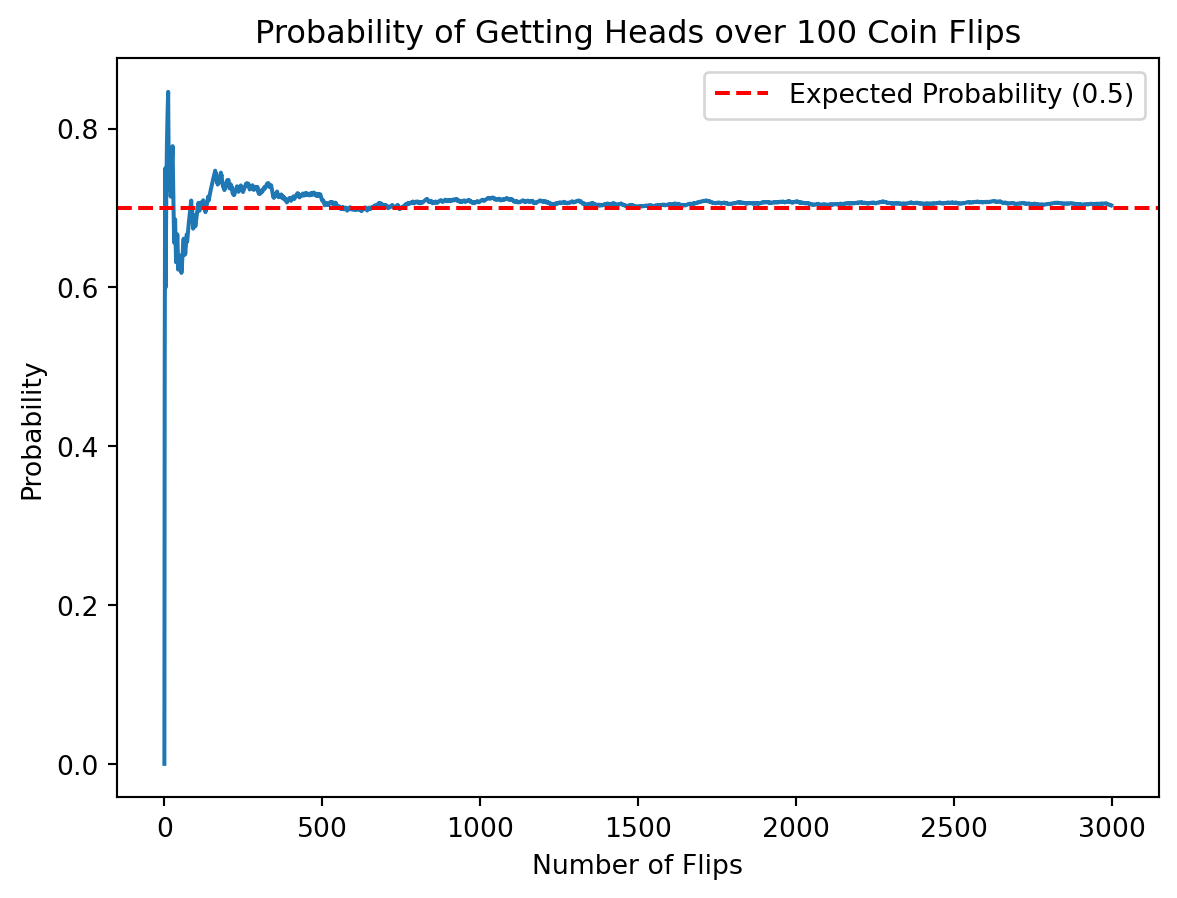 Probability of Getting Heads over 100 Coin Flips
Expected Probability (0.5)
Probability
0.8
0.6
0.4
0.2
0.0
0 500 1000 1500 2000 2500 3000
Number of Flips